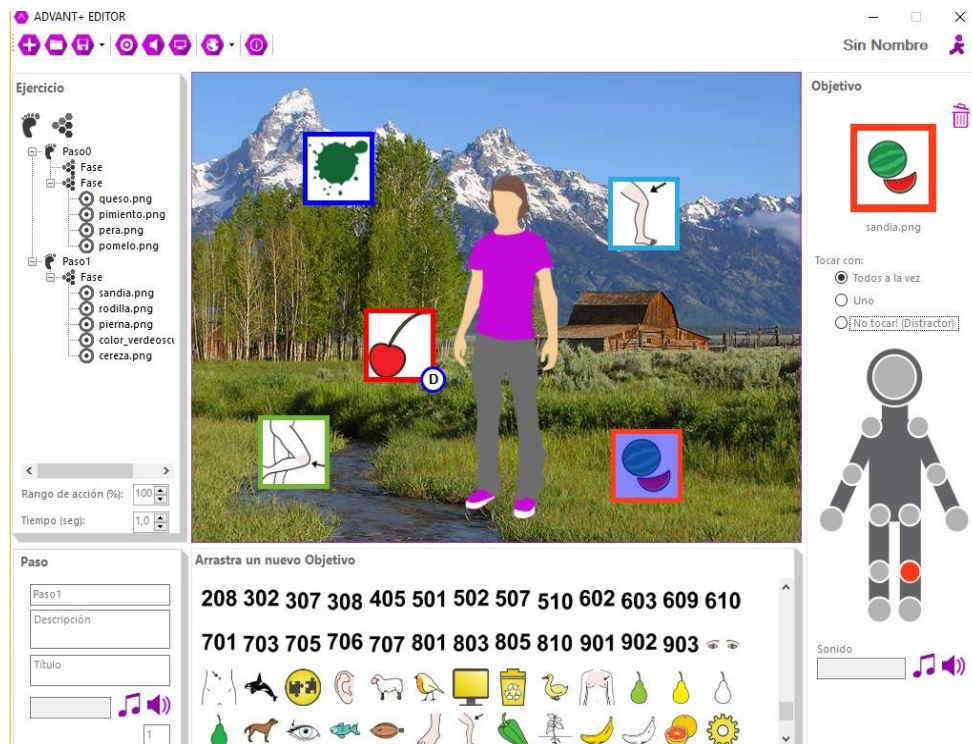 ADVANT+ EDITOR
Sin Nombre
Ejercicio
Paso0
Fase
Fase
queso.png
pimiento.png
pera.png
pomelo.png
Paso1
Fase
sandia.png
rodilla.png
pierna.png
color_verdeoscu
cereza.png
Rango de acción (%): 100
Tiempo (seg): 1,0
D
Objetivo
sandia.png
Tocar con:
Todos a la vez
Uno
No tocar! (Distractor)
Sonido
Paso
Paso1
Descripción
Título
1
Arrastra un nuevo Objetivo
208 302 307 308 405 501 502 507 510 602 603 609 610
701 703 705 706 707 801 803 805 810 901 902 903